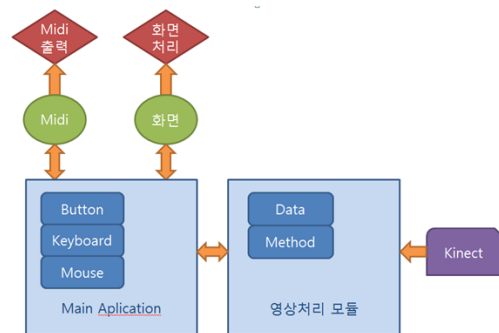 Midi
출력
화면
처리
Midi
화면
Button
Keyboard
Mouse
Main Aplication
Data
Method
영상처리 모듈
Kinect